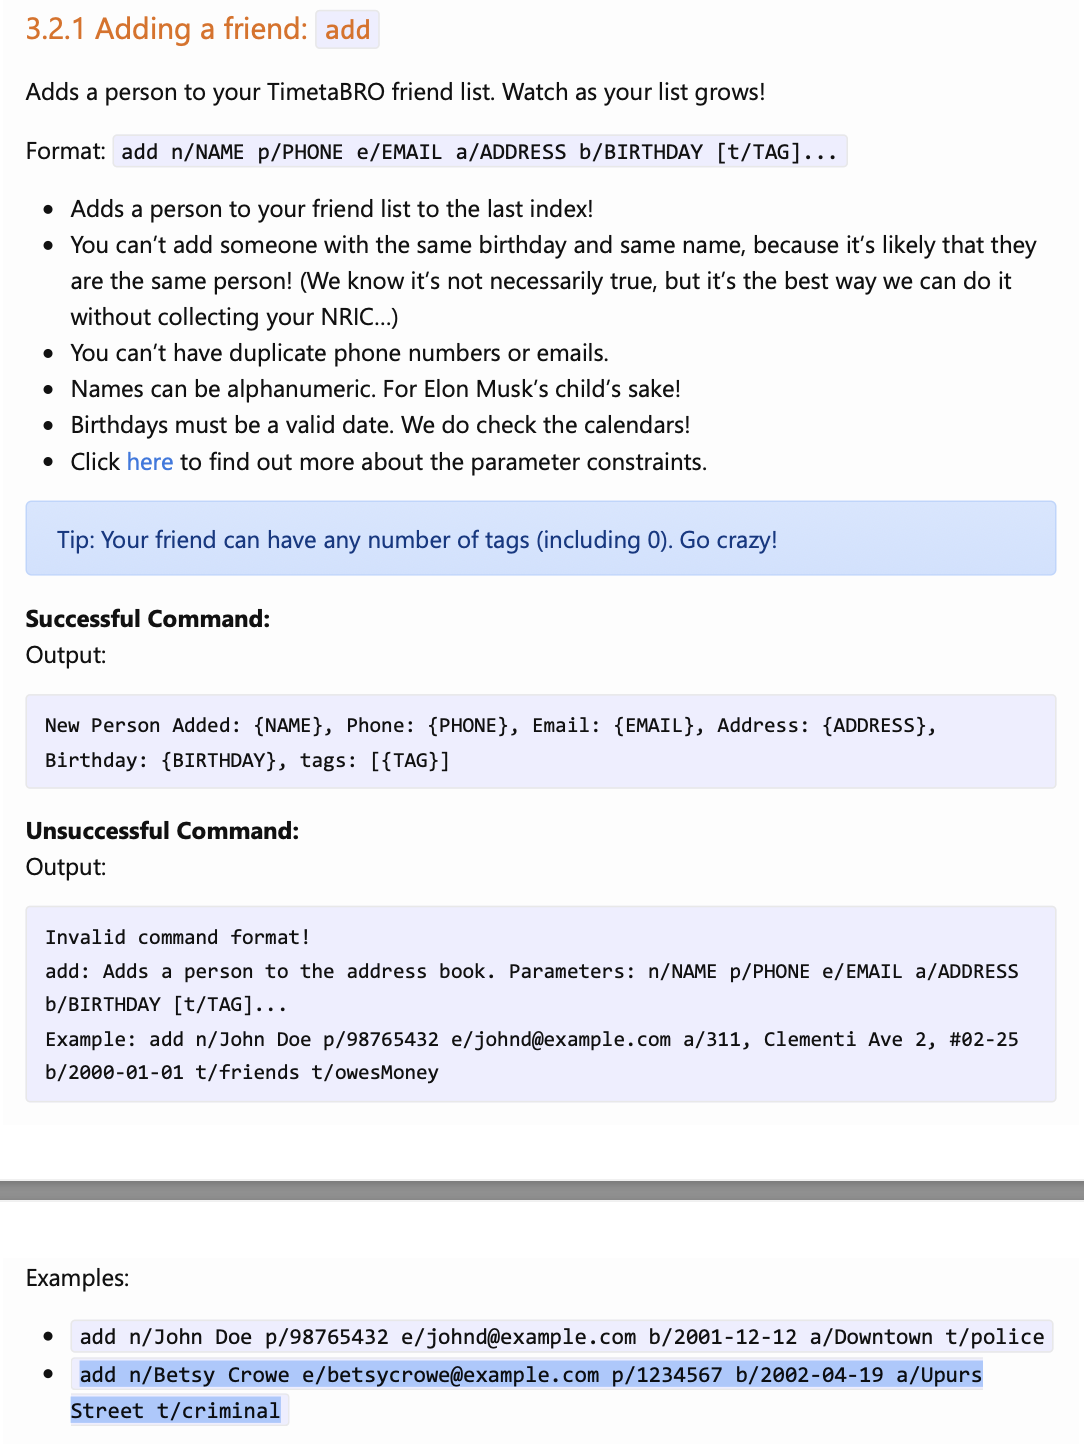 3.2.1 Adding a friend: add
Adds a person to your TimetaBRO friend list. Watch as your list grows!
Format: add n/NAME p/PHONE e/EMAIL a/ADDRESS b/BIRTHDAY [t/TAG]...
• Adds a person to your friend list to the last index!
• You can’t add someone with the same birthday and same name, because it’s likely that they
are the same person! (We know it’s not necessarily true, but it’s the best way we can do it
without collecting your NRIC…)
• You can’t have duplicate phone numbers or emails.
• Names can be alphanumeric. For Elon Musk’s child’s sake!
• Birthdays must be a valid date. We do check the calendars!
• Click here to find out more about the parameter constraints.
Tip: Your friend can have any number of tags (including 0). Go crazy!
Successful Command:
Output:
New Person Added: {NAME}, Phone: {PHONE}, Email: {EMAIL}, Address: {ADDRESS},
Birthday: {BIRTHDAY}, tags: [{TAG}]
Unsuccessful Command:
Output:
Invalid command format!
add: Adds a person to the address book. Parameters: n/NAME p/PHONE e/EMAIL a/ADDRESS
b/BIRTHDAY [t/TAG]...
Example: add n/John Doe p/98765432 e/johnd@example.com a/311, Clementi Ave 2, #02-25
b/2000-01-01 t/friends t/owesMoney
Examples:
• add n/John Doe p/98765432 e/johnd@example.com b/2001-12-12 a/Downtown t/police
• add n/Betsy Crowe e/betsycrowe@example.com p/1234567 b/2002-04-19 a/Upurs
Street t/criminal